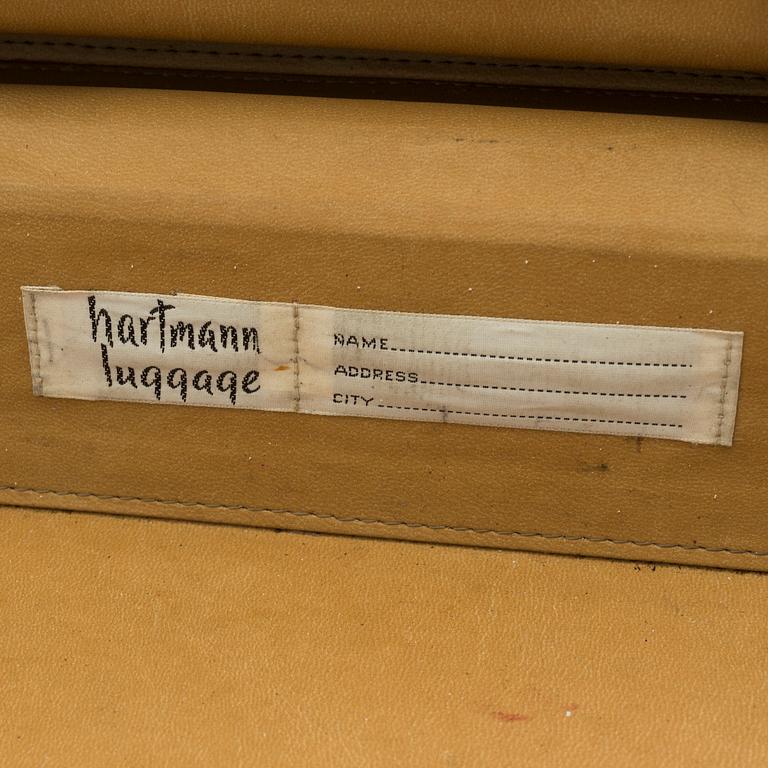 hartmann
luggage
NAME
ADDRESS
CITY